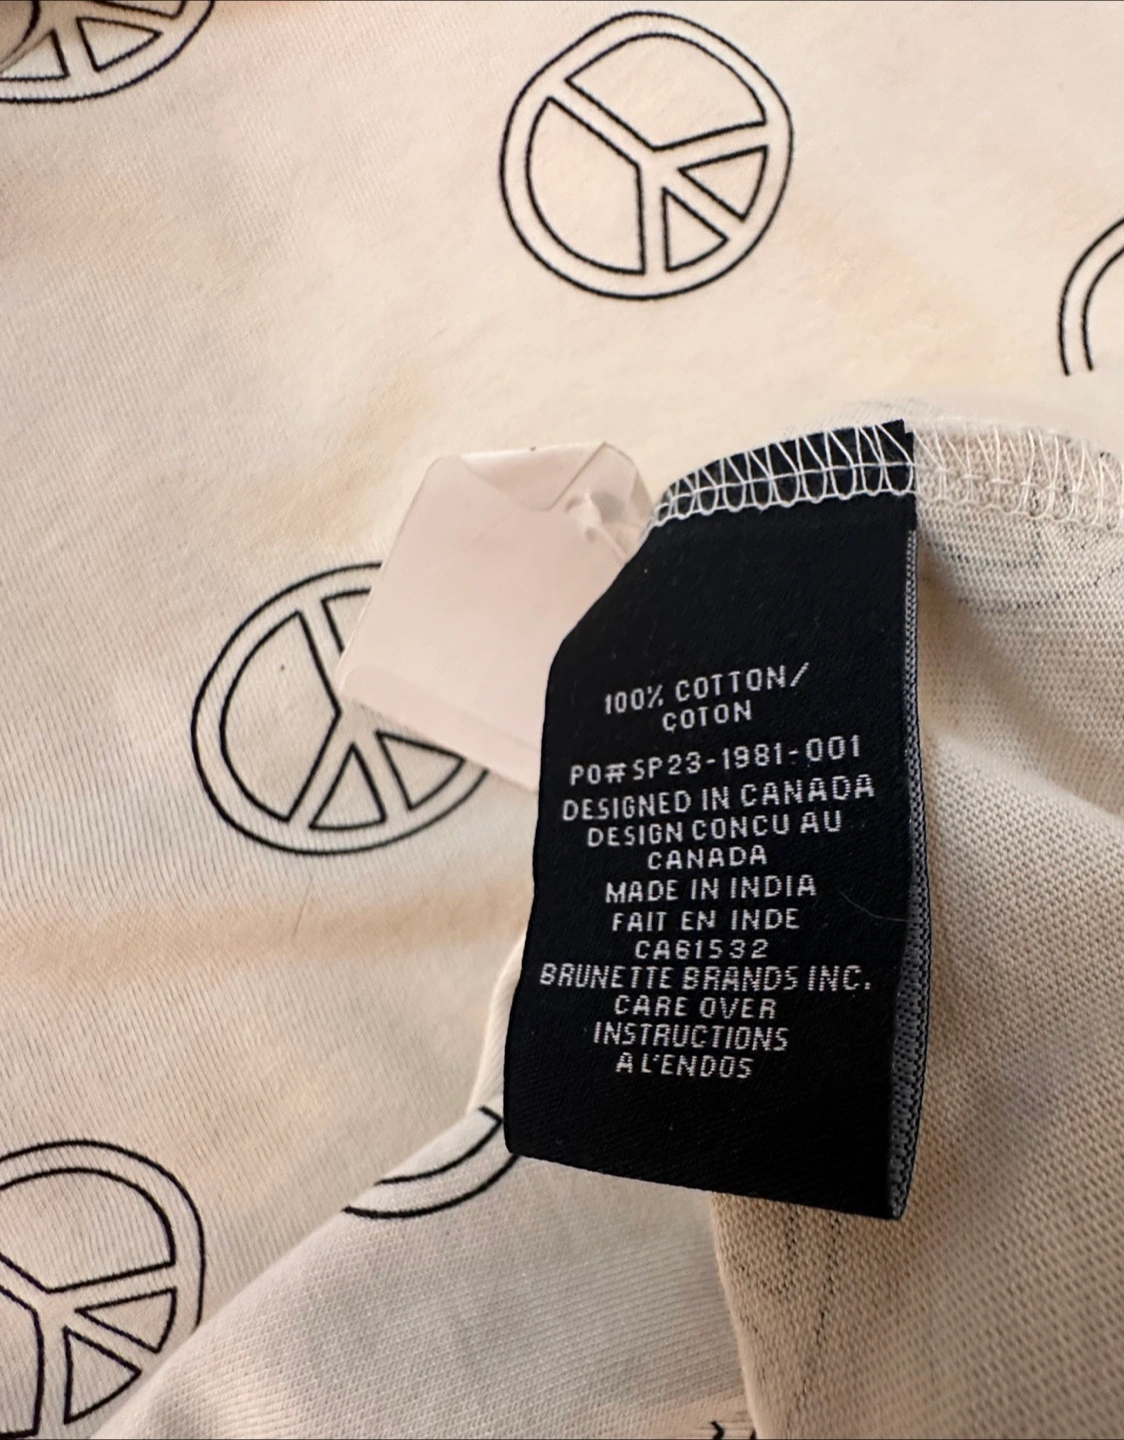 100% COTTON/
COTON
PO#SP23-1981-001
DESIGNED IN CANADA
DESIGN CONCU AU
CANADA
MADE IN INDIA
FAIT EN INDE
CA61532
BRUNETTE BRANDS INC.
CARE OVER
INSTRUCTIONS
A L'ENDOS